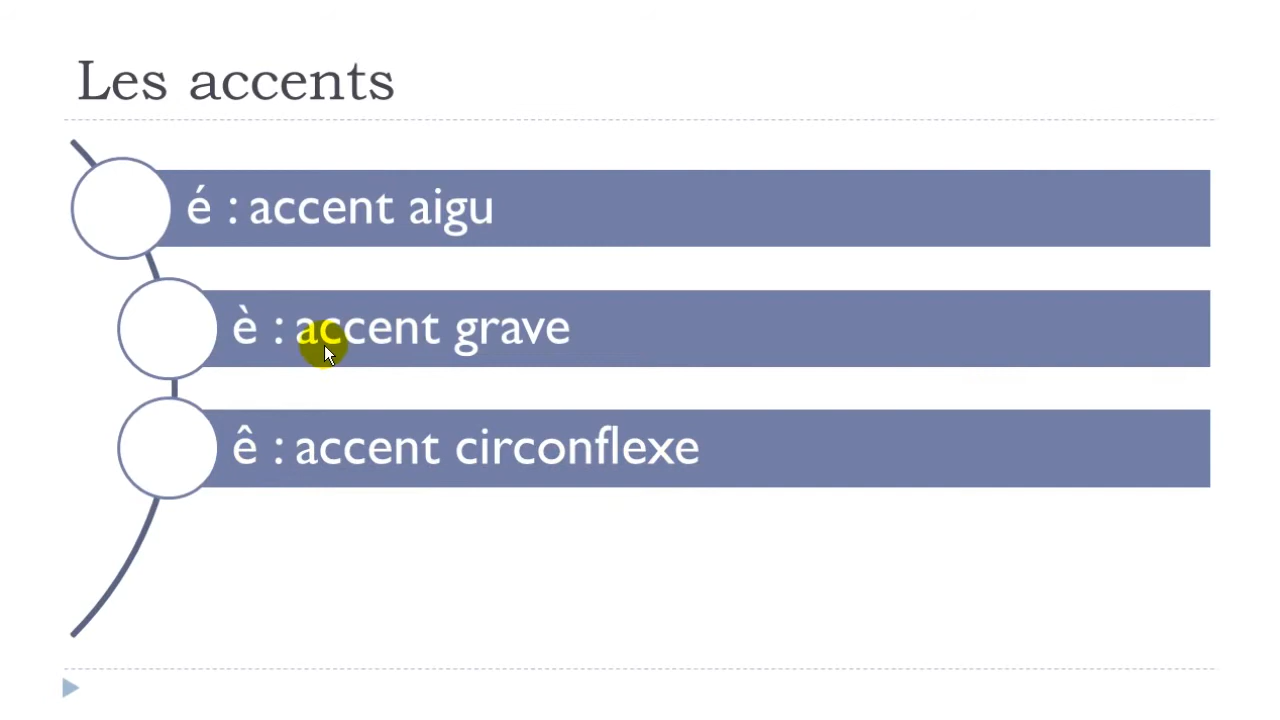 Les accents
é : accent aigu
è : accent grave
ê : accent circonflexe